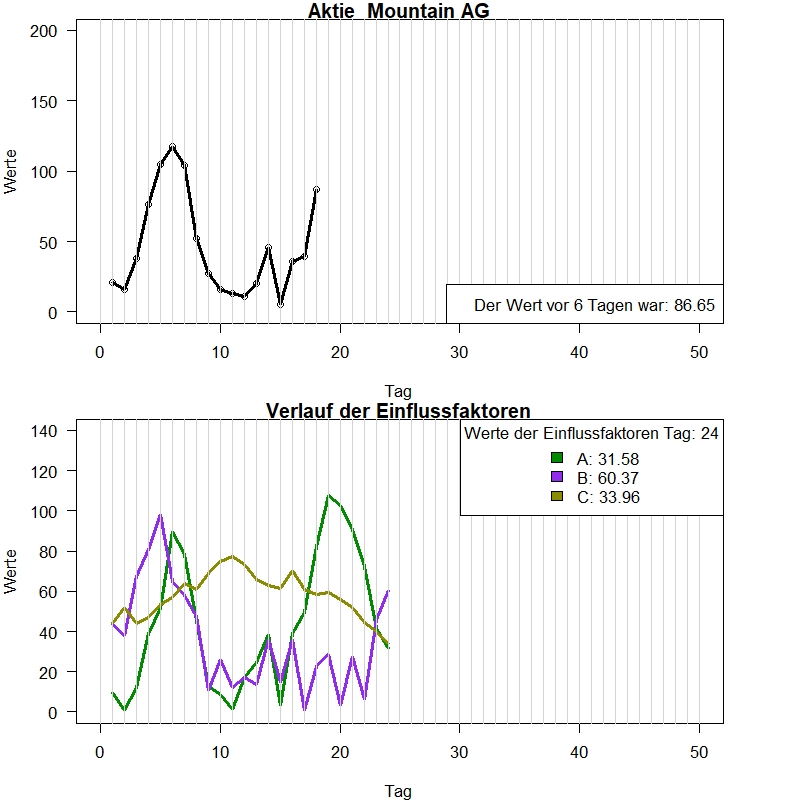 Aktie  Mountain AG
Werte
200
150
100
50
0
Der Wert vor 6 Tagen war: 86.65
0 10 20 30 40 50
Tag
Verlauf der Einflussfaktoren
Werte
140
120
100
80
60
40
20
0
Werte der Einflussfaktoren Tag: 24
A: 31.58
B: 60.37
C: 33.96
0 10 20 30 40 50
Tag